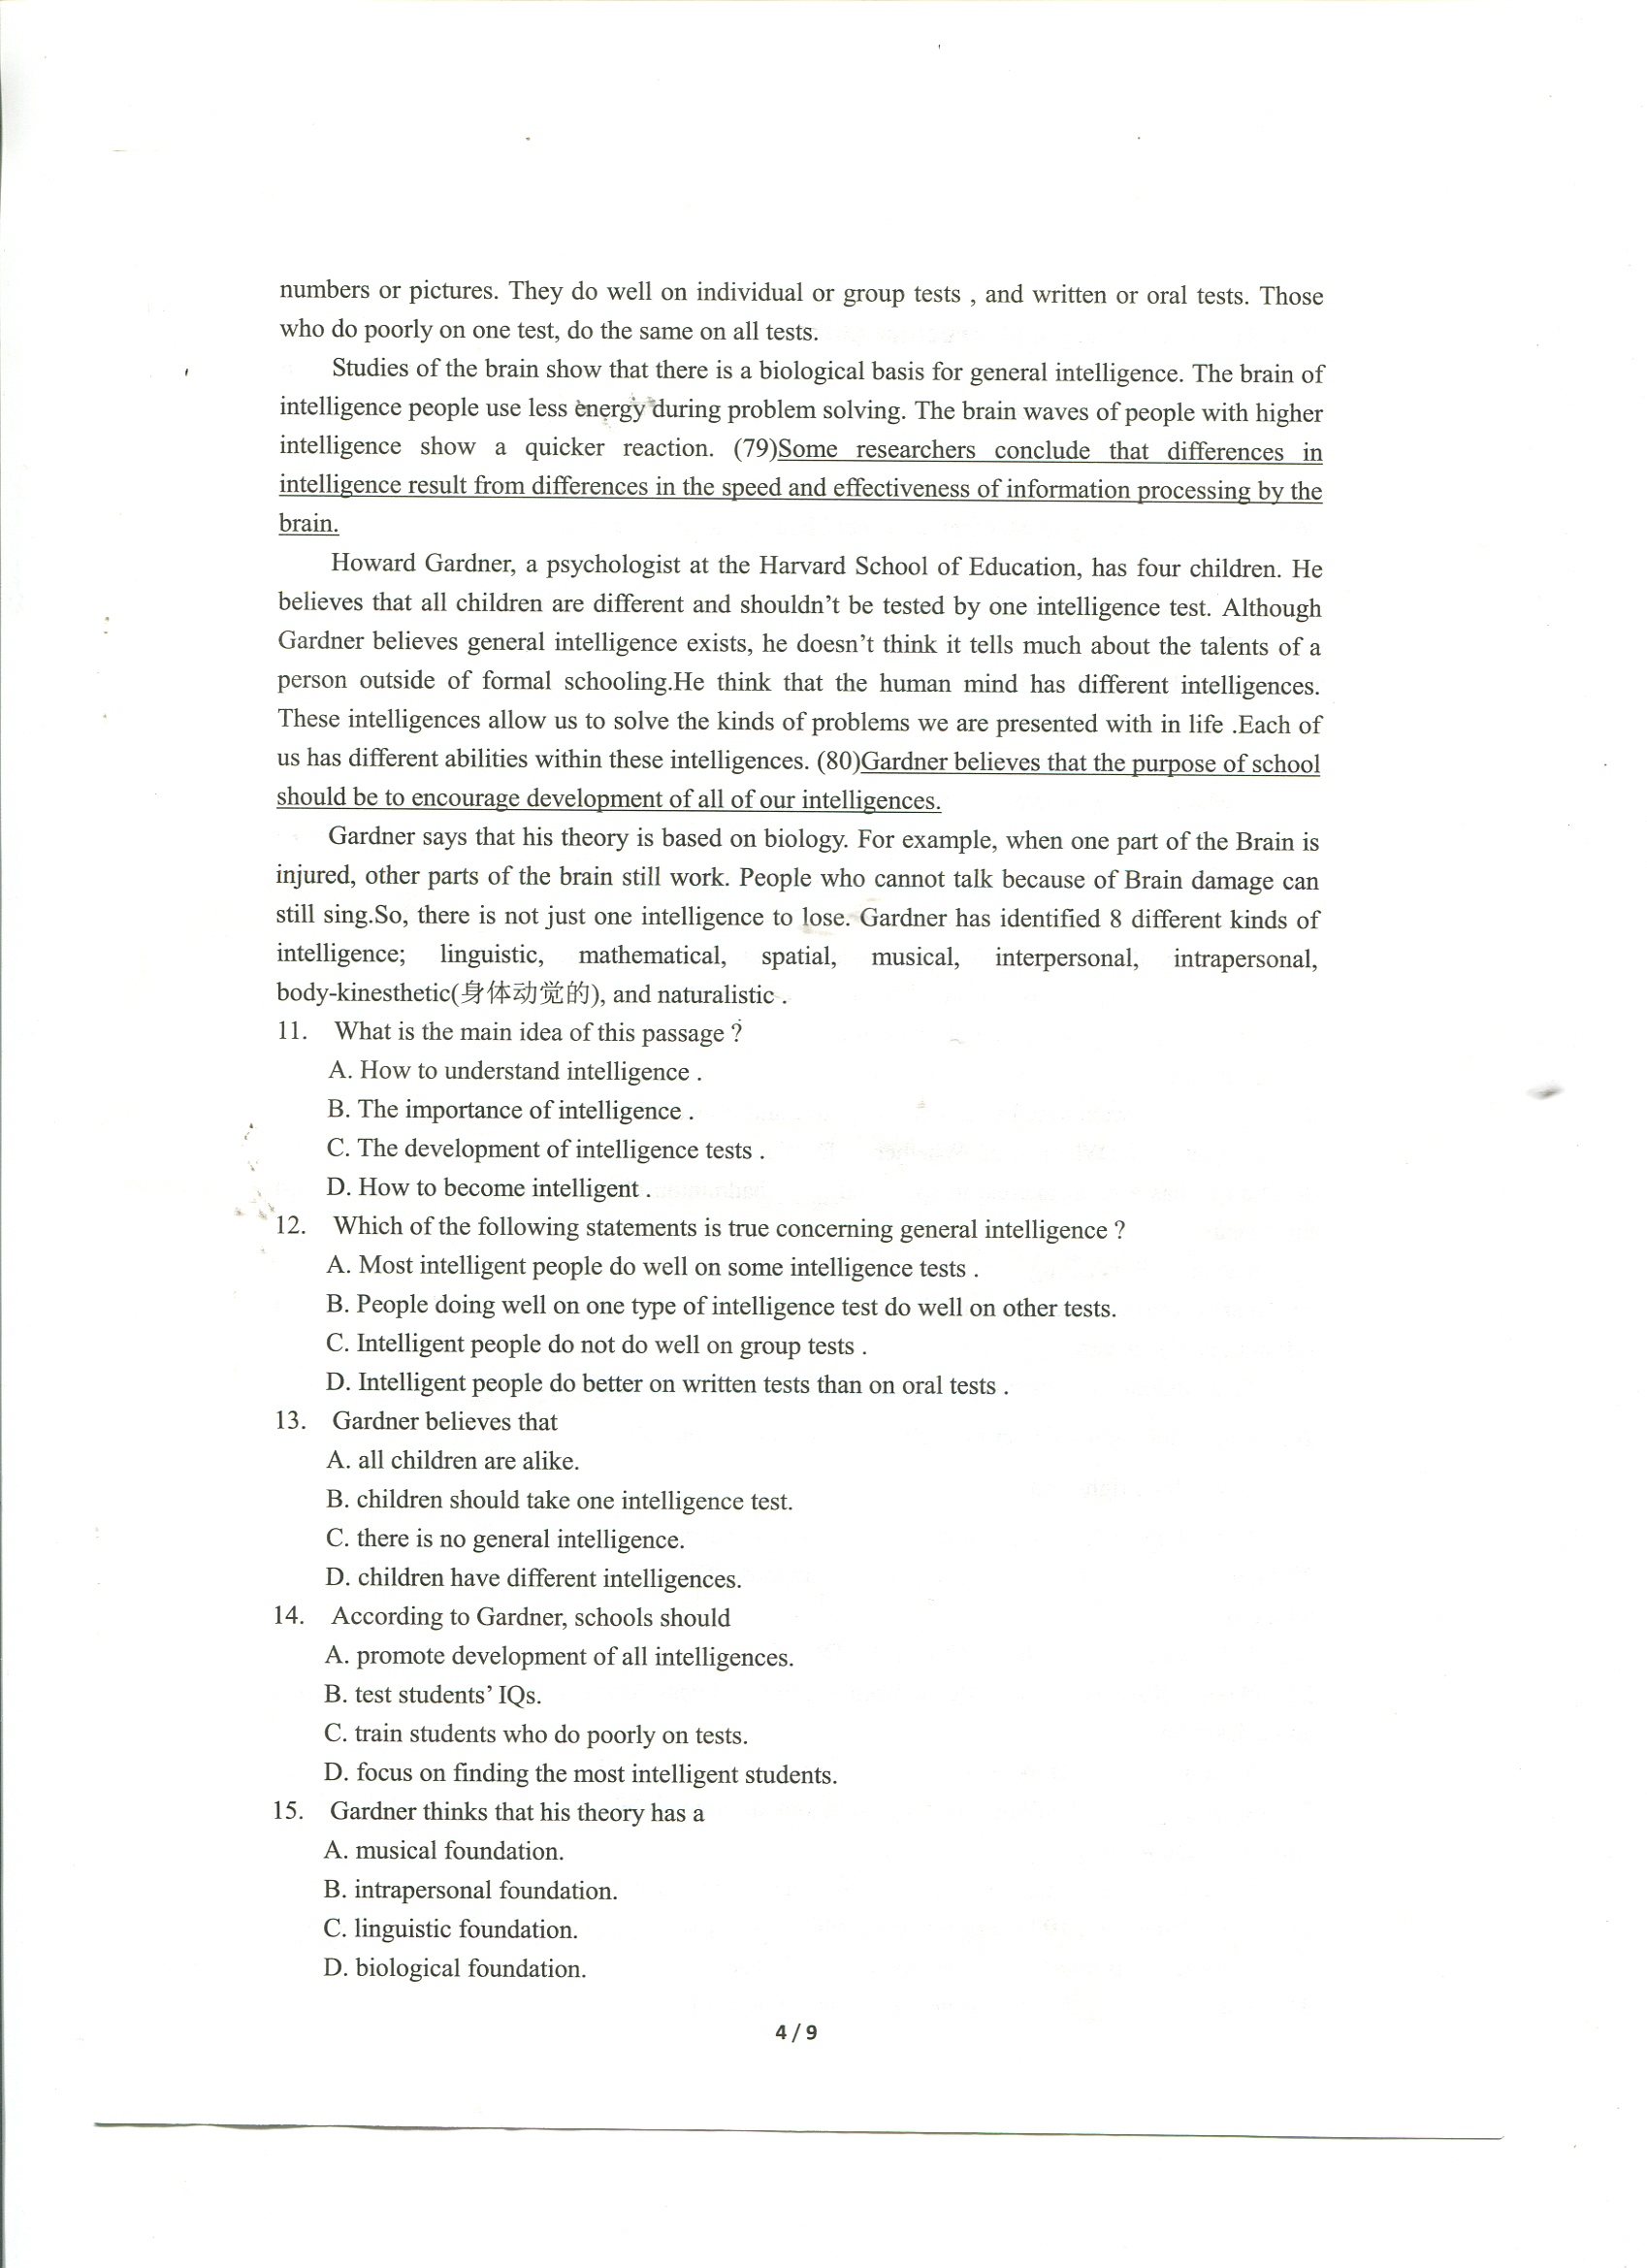 numbers or pictures. They do well on individual or group tests , and written or oral tests. Those
who do poorly on one test, do the same on all tests.
Studies of the brain show that there is a biological basis for general intelligence. The brain of
intelligence people use less energy during problem solving. The brain waves of people with higher
intelligence show a quicker reaction. (79)Some researchers conclude that differences in
intelligence result from differences in the speed and effectiveness of information processing by the
brain.
Howard Gardner, a psychologist at the Harvard School of Education, has four children. He
believes that all children are different and shouldn't be tested by one intelligence test. Although
Gardner believes general intelligence exists, he doesn't think it tells much about the talents of a
person outside of formal schooling.He think that the human mind has different intelligences.
These intelligences allow us to solve the kinds of problems we are presented with in life .Each of
us has different abilities within these intelligences. (80)Gardner believes that the purpose of school
should be to encourage development of all of our intelligences.
Gardner says that his theory is based on biology. For example, when one part of the Brain is
injured, other parts of the brain still work. People who cannot talk because of Brain damage can
still sing.So, there is not just one intelligence to lose. Gardner has identified 8 different kinds of
intelligence; linguistic, mathematical, spatial, musical, interpersonal, intrapersonal,
body-kinesthetic(身体动觉的), and naturalistic .
11. What is the main idea of this passage ?
A. How to understand intelligence .
B. The importance of intelligence .
C. The development of intelligence tests .
D. How to become intelligent .
12. Which of the following statements is true concerning general intelligence ?
A. Most intelligent people do well on some intelligence tests .
B. People doing well on one type of intelligence test do well on other tests.
C. Intelligent people do not do well on group tests .
D. Intelligent people do better on written tests than on oral tests .
13. Gardner believes that
A. all children are alike.
B. children should take one intelligence test.
C. there is no general intelligence.
D. children have different intelligences.
14. According to Gardner, schools should
A. promote development of all intelligences.
B. test students' IQs.
C. train students who do poorly on tests.
D. focus on finding the most intelligent students.
15. Gardner thinks that his theory has a
A. musical foundation.
B. intrapersonal foundation.
C. linguistic foundation.
D. biological foundation.
4 / 9